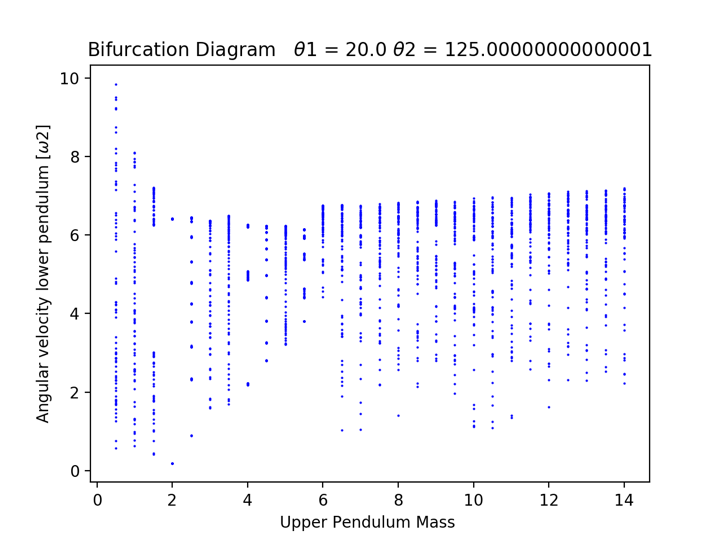 Bifurcation Diagram   θ1 = 20.0 θ2 = 125.00000000000001
10
8
6
4
2
0
Angular velocity lower pendulum [ω2]
0 2 4 6 8 10 12 14
Upper Pendulum Mass